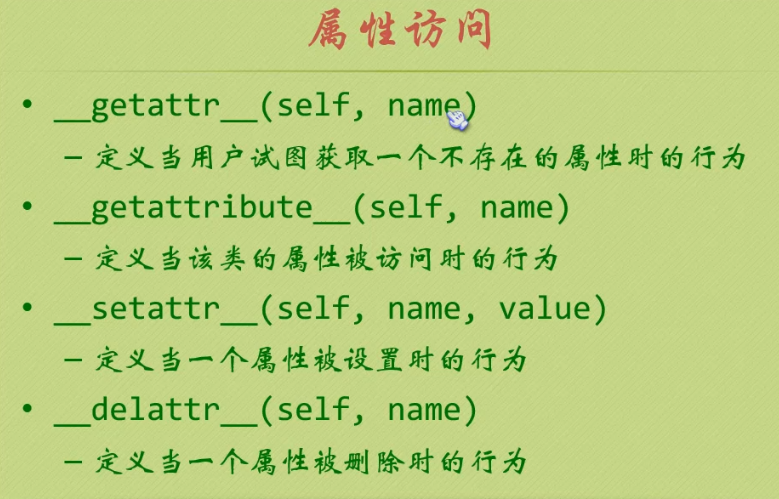 属性访问
• __getattr__(self, name)
– 定义当用户试图获取一个不存在的属性时的行为
• __getattribute__(self, name)
– 定义当该类的属性被访问时的行为
• __setattr__(self, name, value)
– 定义当一个属性被设置时的行为
• __delattr__(self, name)
– 定义当一个属性被删除时的行为